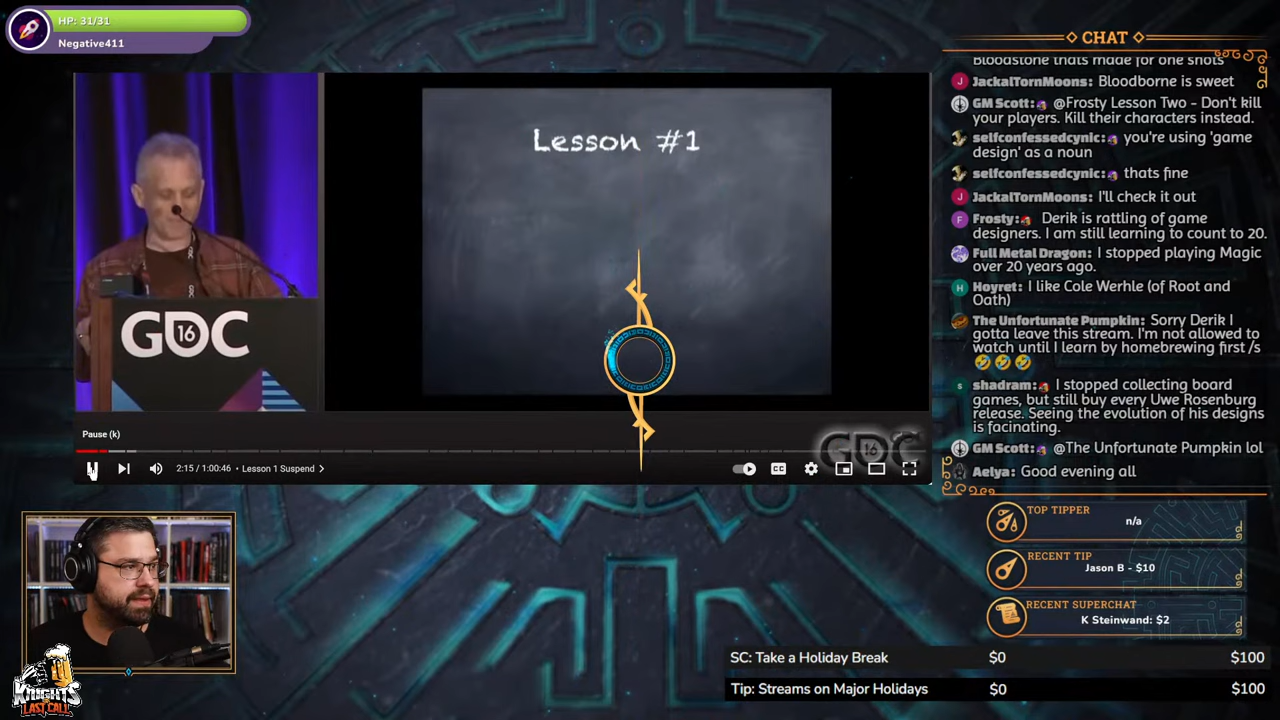 HP: 31/31
Negative411
Lesson #1
GDC
16
Pause (k)
GDC
16
2:15 / 1:00:46 • Lesson 1 Suspend >
CC
KNIGHTS
LAST CALL
CHAT
Bloodstone thats made for one shots
J JackalTornMoons: Bloodborne is sweet
GM Scott: @Frosty Lesson Two - Don't kill
your players. Kill their characters instead.
selfconfessedcynic: you're using 'game
design' as a noun
selfconfessedcynic: thats fine
J JackalTornMoons: I'll check it out
F Frosty: Derik is rattling of game
designers. I am still learning to count to 20.
Full Metal Dragon: I stopped playing Magic
over 20 years ago.
H Hoyret: I like Cole Werhle (of Root and
Oath)
The Unfortunate Pumpkin: Sorry Derik I
gotta leave this stream. I'm not allowed to
watch until I learn by homebrewing first /s
🤣 🤣 🤣
s shadram: I stopped collecting board
games, but still buy every Uwe Rosenburg
release. Seeing the evolution of his designs
is facinating.
GM Scott: @The Unfortunate Pumpkin lol
Aelya: Good evening all
TOP TIPPER
n/a
RECENT TIP
Jason B - $10
RECENT SUPERCHAT
K Steinwand: $2
SC: Take a Holiday Break $0 $100
Tip: Streams on Major Holidays $0 $100